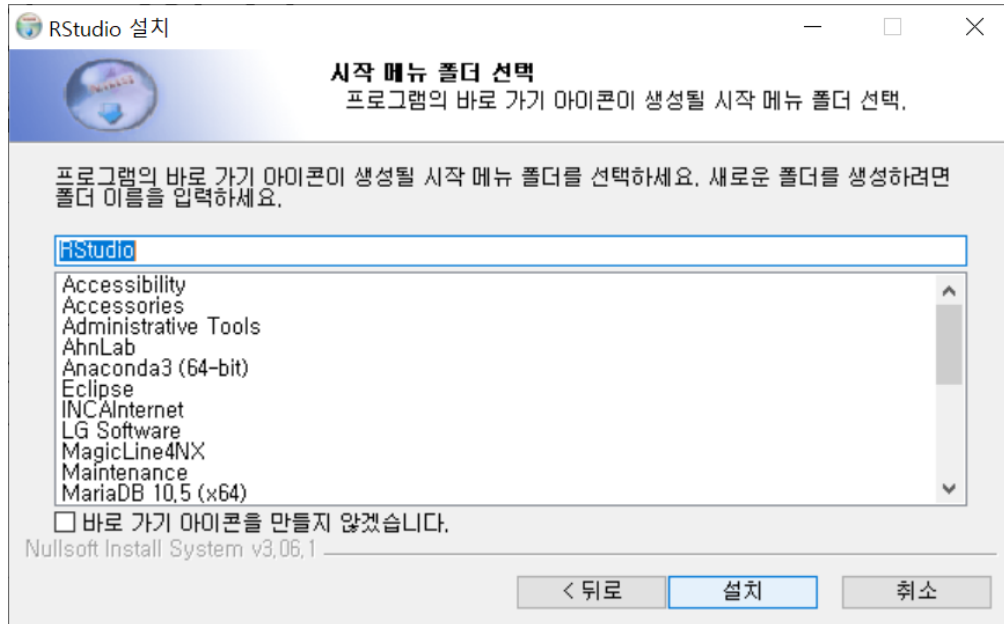 RStudio 설치
시작 메뉴 폴더 선택
프로그램의 바로 가기 아이콘이 생성될 시작 메뉴 폴더 선택.
프로그램의 바로 가기 아이콘이 생성될 시작 메뉴 폴더를 선택하세요. 새로운 폴더를 생성하려면
폴더 이름을 입력하세요.
RStudio
Accessibility
Accessories
Administrative Tools
AhnLab
Anaconda3 (64-bit)
Eclipse
INCAInternet
LG Software
MagicLine4NX
Maintenance
MariaDB 10.5 (x64)
바로 가기 아이콘을 만들지 않겠습니다.
Nullsoft Install System v3.06.1
< 뒤로
설치
취소